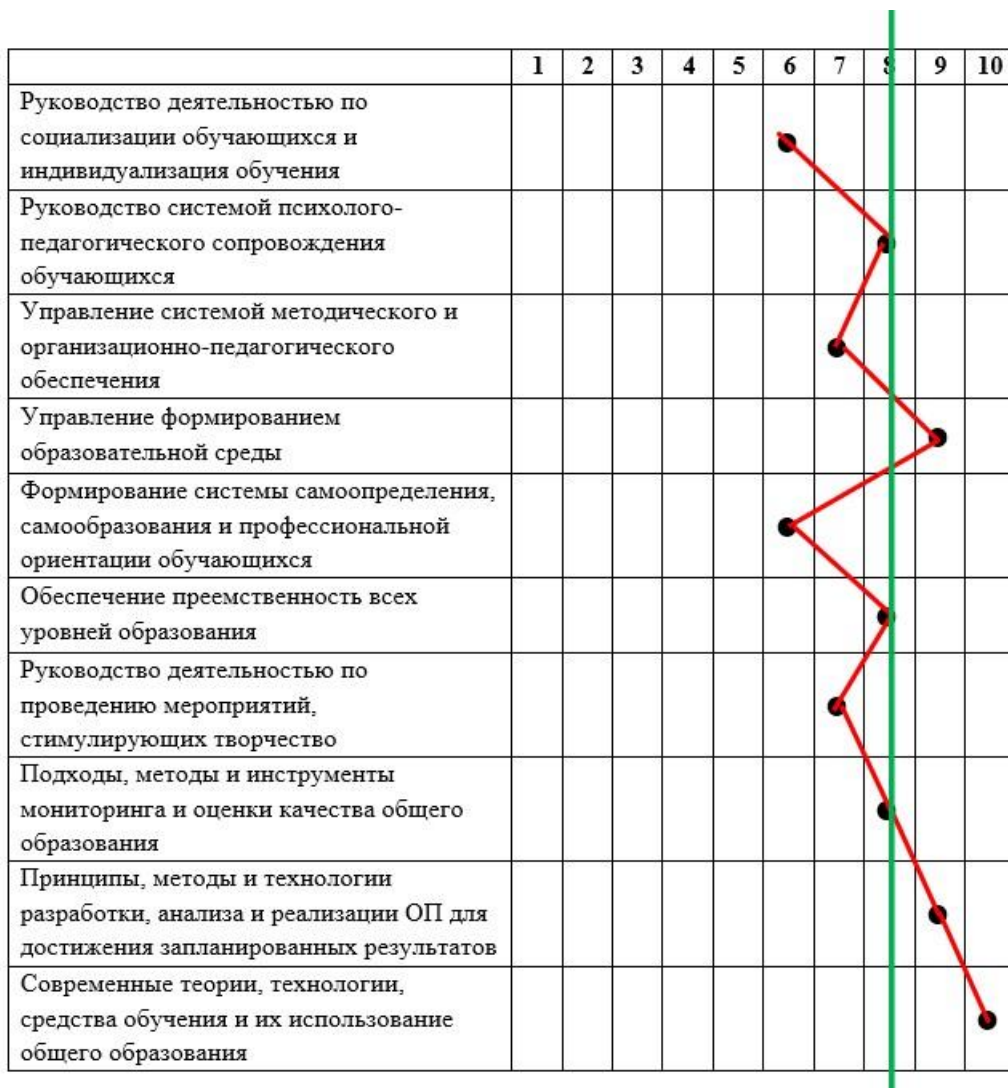 1 2 3 4 5 6 7 8 9 10
Руководство деятельностью по
социализации обучающихся и
индивидуализация обучения
Руководство системой психолого-
педагогического сопровождения
обучающихся
Управление системой методического и
организационно-педагогического
обеспечения
Управление формированием
образовательной среды
Формирование системы самоопределения,
самообразования и профессиональной
ориентации обучающихся
Обеспечение преемственность всех
уровней образования
Руководство деятельностью по
проведению мероприятий,
стимулирующих творчество
Подходы, методы и инструменты
мониторинга и оценки качества общего
образования
Принципы, методы и технологии
разработки, анализа и реализации ОП для
достижения запланированных результатов
Современные теории, технологии,
средства обучения и их использование
общего образования